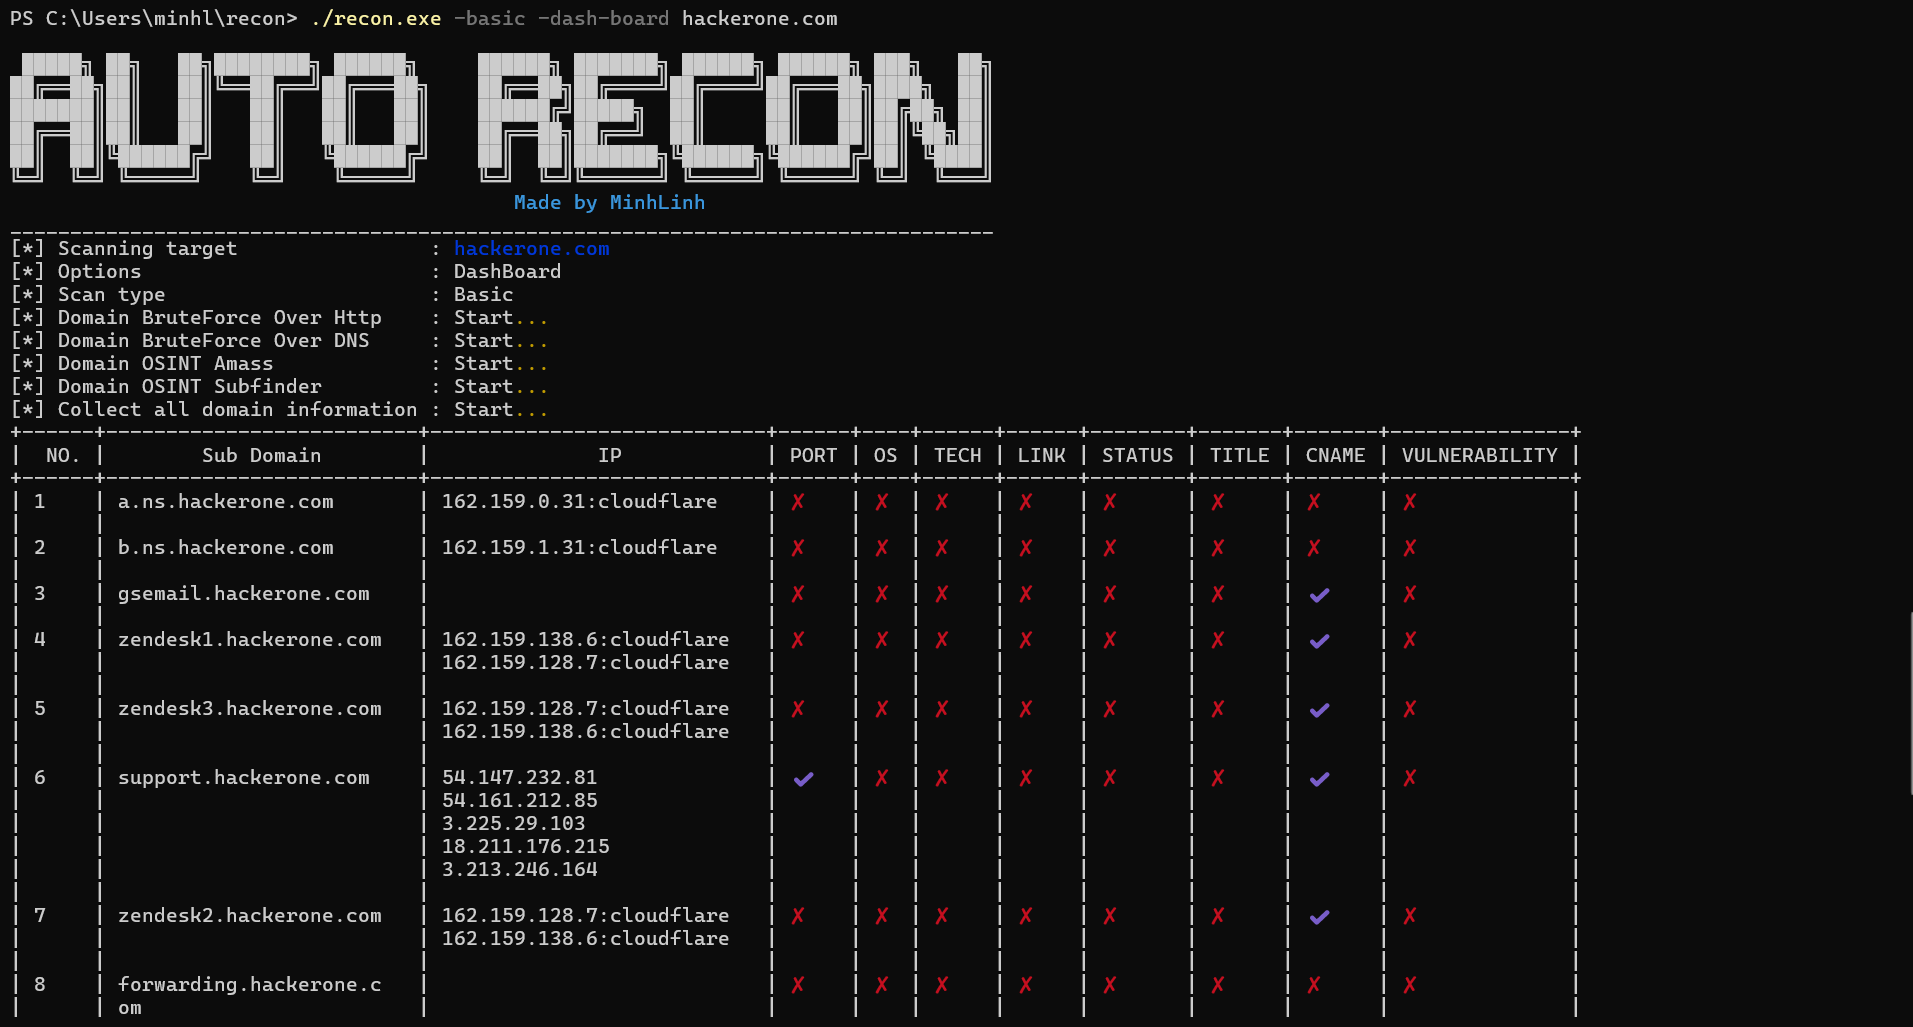 PS C:\Users\minhl\recon> ./recon.exe -basic -dash-board hackerone.com
AUTO RECON
Made by MinhLinh
[*] Scanning target : hackerone.com
[*] Options : DashBoard
[*] Scan type : Basic
[*] Domain BruteForce Over Http : Start...
[*] Domain BruteForce Over DNS : Start...
[*] Domain OSINT Amass : Start...
[*] Domain OSINT Subfinder : Start...
[*] Collect all domain information : Start...
| NO. | Sub Domain | IP | PORT | OS | TECH | LINK | STATUS | TITLE | CNAME | VULNERABILITY |
| 1 | a.ns.hackerone.com | 162.159.0.31:cloudflare | ✗ | ✗ | ✗ | ✗ | ✗ | ✗ | ✗ | ✗ |
| 2 | b.ns.hackerone.com | 162.159.1.31:cloudflare | ✗ | ✗ | ✗ | ✗ | ✗ | ✗ | ✗ | ✗ |
| 3 | gsemail.hackerone.com | | ✗ | ✗ | ✗ | ✗ | ✗ | ✗ | ✔ | ✗ |
| 4 | zendesk1.hackerone.com | 162.159.138.6:cloudflare | ✗ | ✗ | ✗ | ✗ | ✗ | ✗ | ✔ | ✗ |
162.159.128.7:cloudflare
| 5 | zendesk3.hackerone.com | 162.159.128.7:cloudflare | ✗ | ✗ | ✗ | ✗ | ✗ | ✗ | ✔ | ✗ |
162.159.138.6:cloudflare
| 6 | support.hackerone.com | 54.147.232.81 | ✔ | ✗ | ✗ | ✗ | ✗ | ✗ | ✔ | ✗ |
54.161.212.85
3.225.29.103
18.211.176.215
3.213.246.164
| 7 | zendesk2.hackerone.com | 162.159.128.7:cloudflare | ✗ | ✗ | ✗ | ✗ | ✗ | ✗ | ✔ | ✗ |
162.159.138.6:cloudflare
| 8 | forwarding.hackerone.c | | ✗ | ✗ | ✗ | ✗ | ✗ | ✗ | ✗ | ✗ |
om